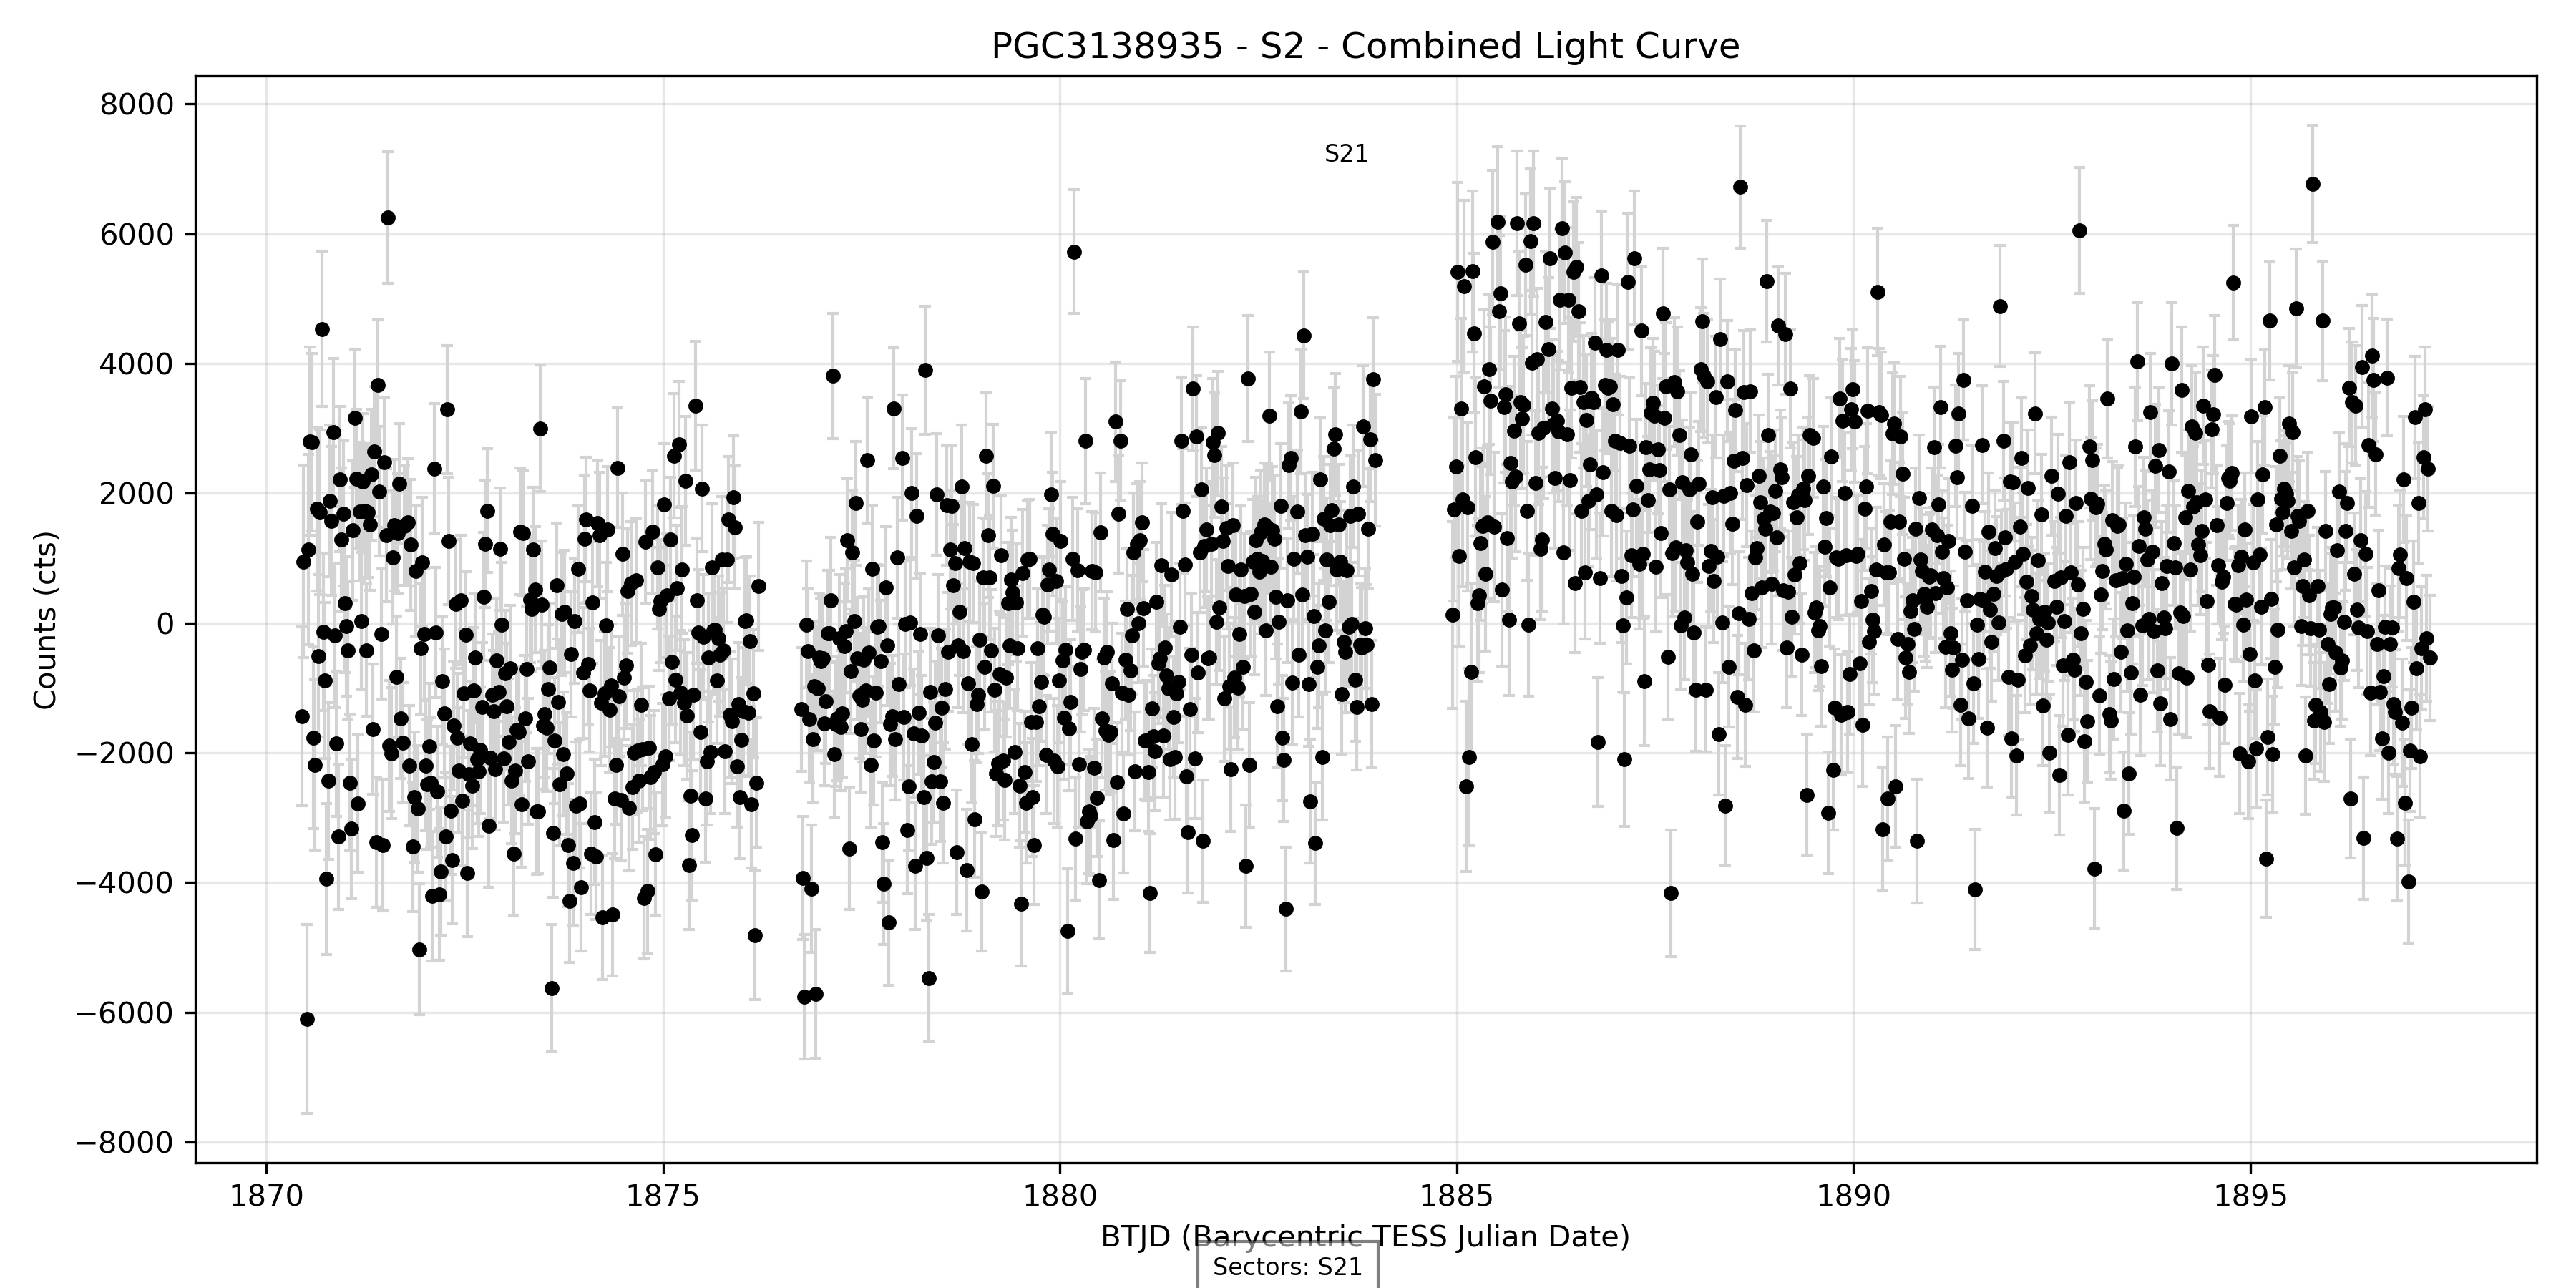 PGC3138935 - S2 - Combined Light Curve
8000
6000
4000
2000
0
−2000
−4000
−6000
−8000
Counts (cts)
S21
1870 1875 1880 1885 1890 1895
BTJD (Barycentric TESS Julian Date)
Sectors: S21